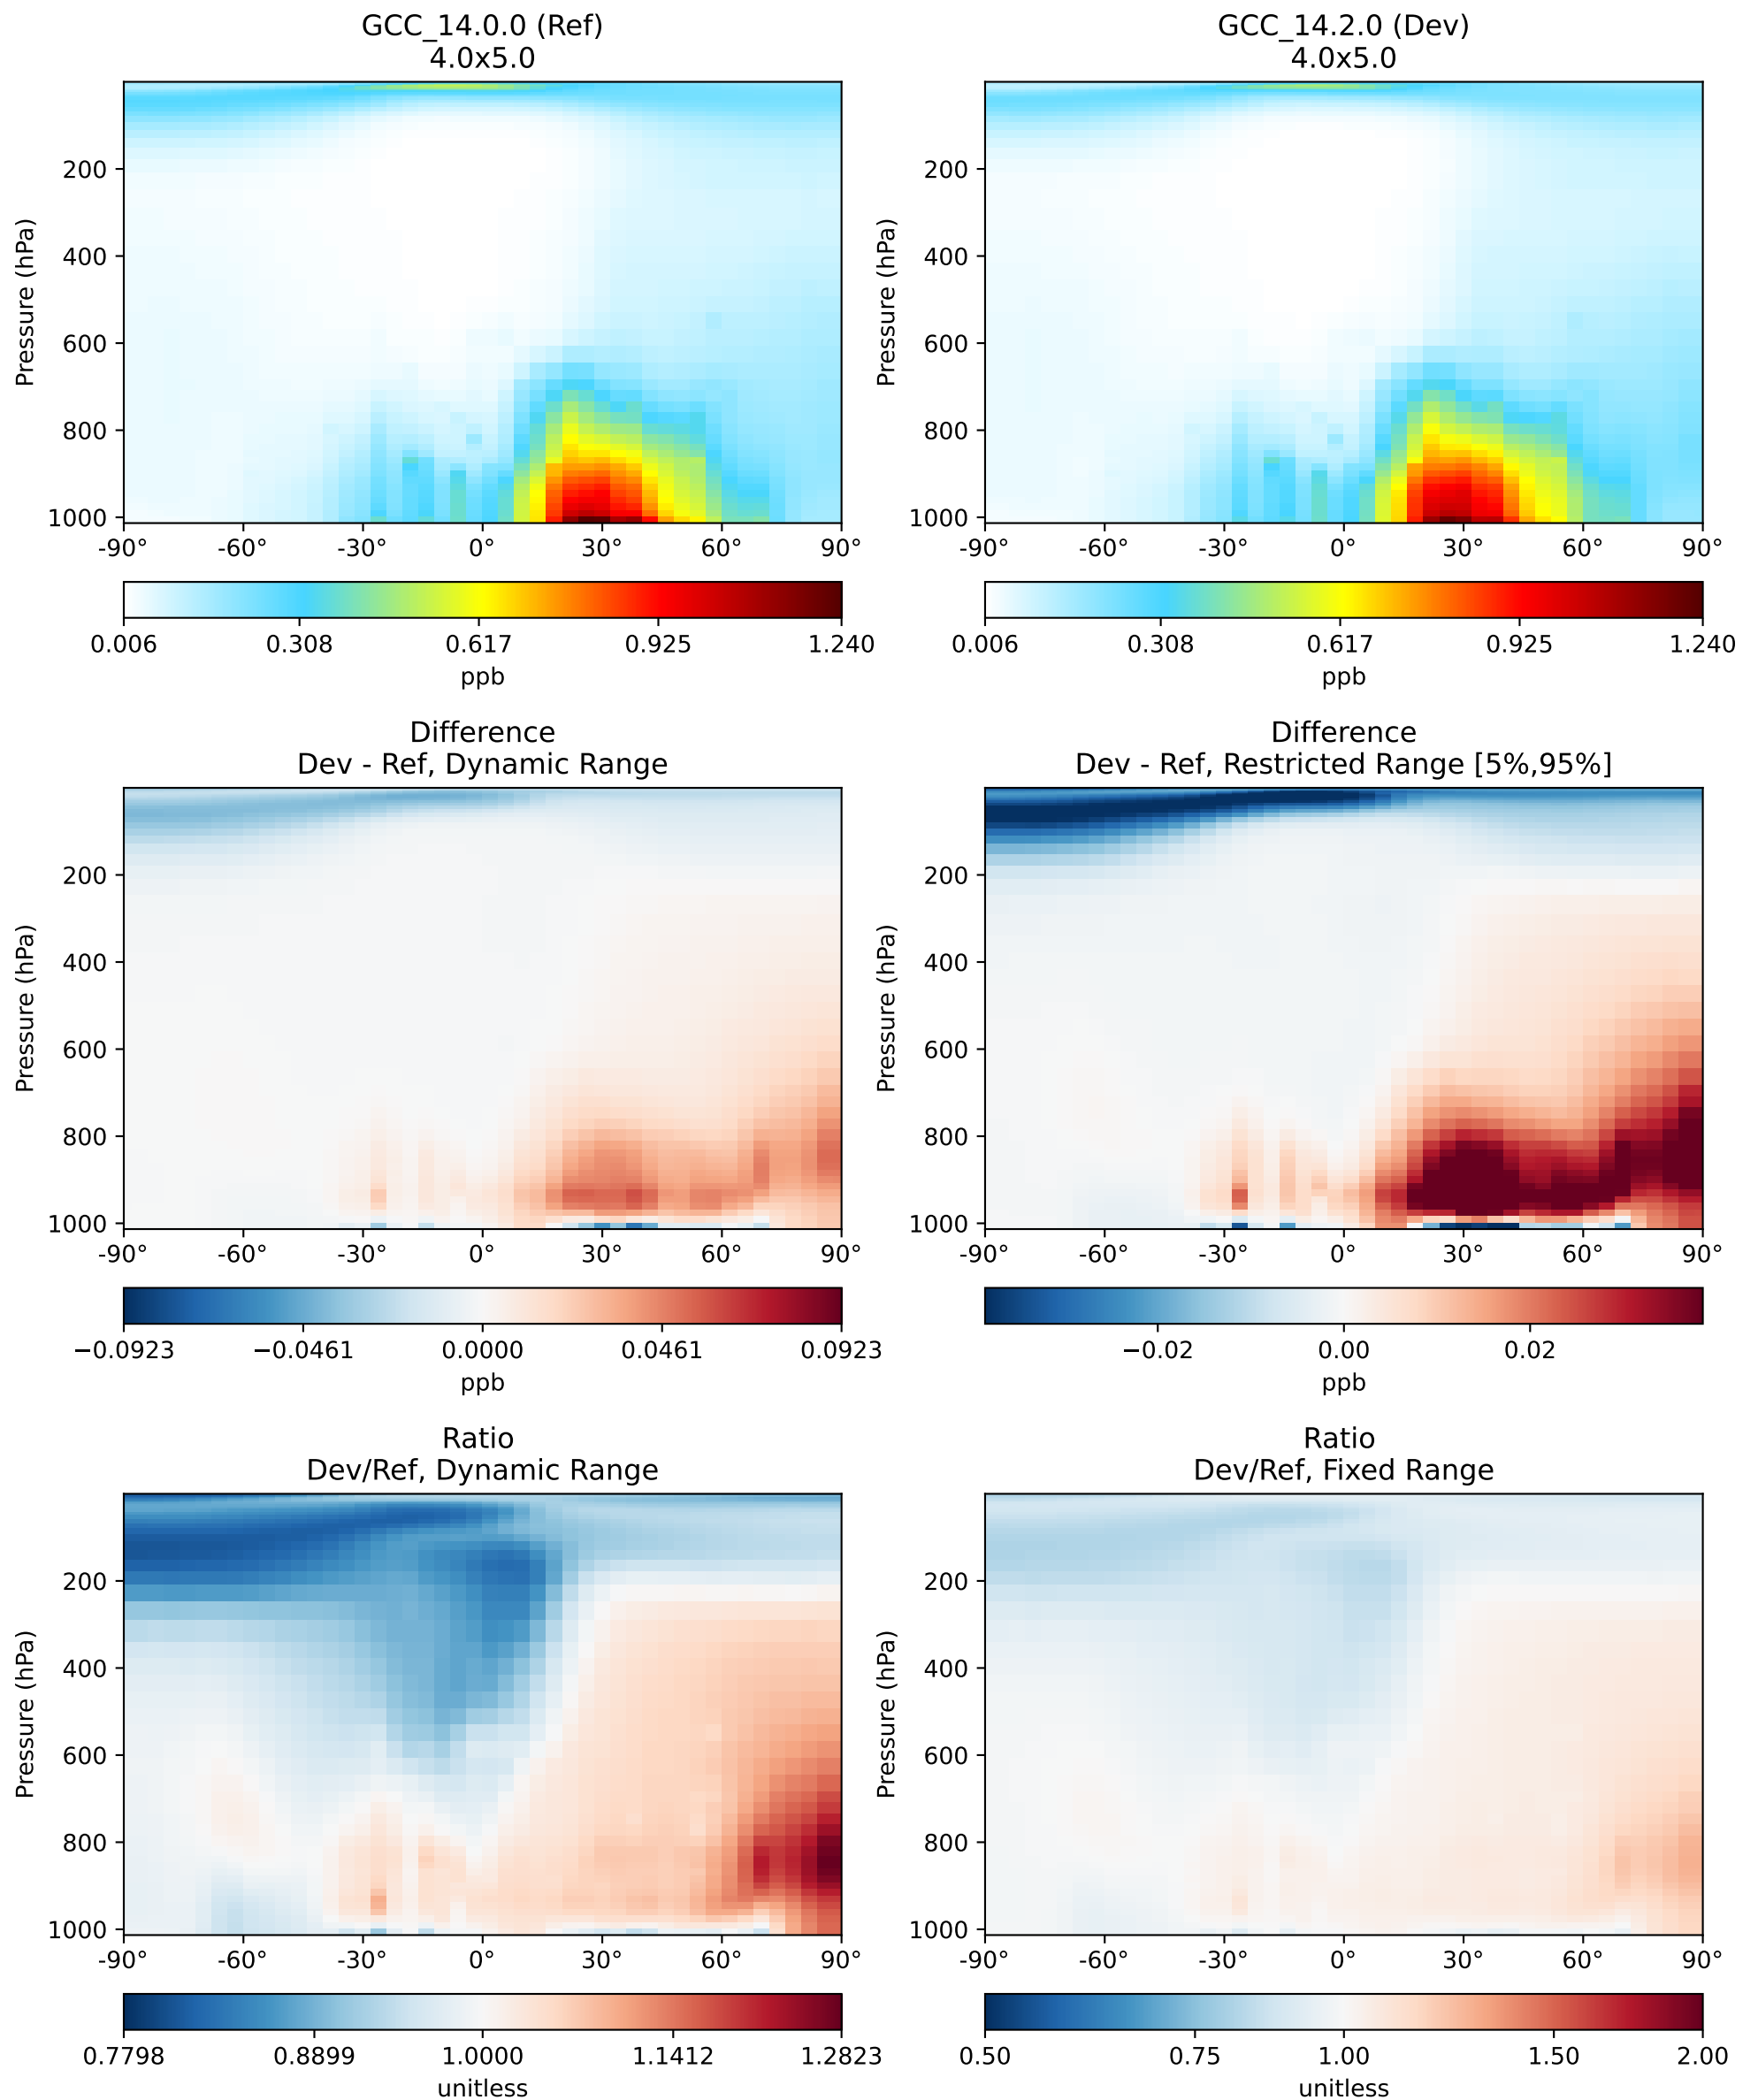 GCC_14.0.0 (Ref)
4.0x5.0
Pressure (hPa)
200
400
600
800
1000
-90° -60° -30° 0° 30° 60° 90°
0.006 0.308 0.617 0.925 1.240
ppb
GCC_14.2.0 (Dev)
4.0x5.0
Pressure (hPa)
200
400
600
800
1000
-90° -60° -30° 0° 30° 60° 90°
0.006 0.308 0.617 0.925 1.240
ppb
Difference
Dev - Ref, Dynamic Range
Pressure (hPa)
200
400
600
800
1000
-90° -60° -30° 0° 30° 60° 90°
−0.0923 −0.0461 0.0000 0.0461 0.0923
ppb
Difference
Dev - Ref, Restricted Range [5%,95%]
Pressure (hPa)
200
400
600
800
1000
-90° -60° -30° 0° 30° 60° 90°
−0.02 0.00 0.02
ppb
Ratio
Dev/Ref, Dynamic Range
Pressure (hPa)
200
400
600
800
1000
-90° -60° -30° 0° 30° 60° 90°
0.7798 0.8899 1.0000 1.1412 1.2823
unitless
Ratio
Dev/Ref, Fixed Range
Pressure (hPa)
200
400
600
800
1000
-90° -60° -30° 0° 30° 60° 90°
0.50 0.75 1.00 1.50 2.00
unitless